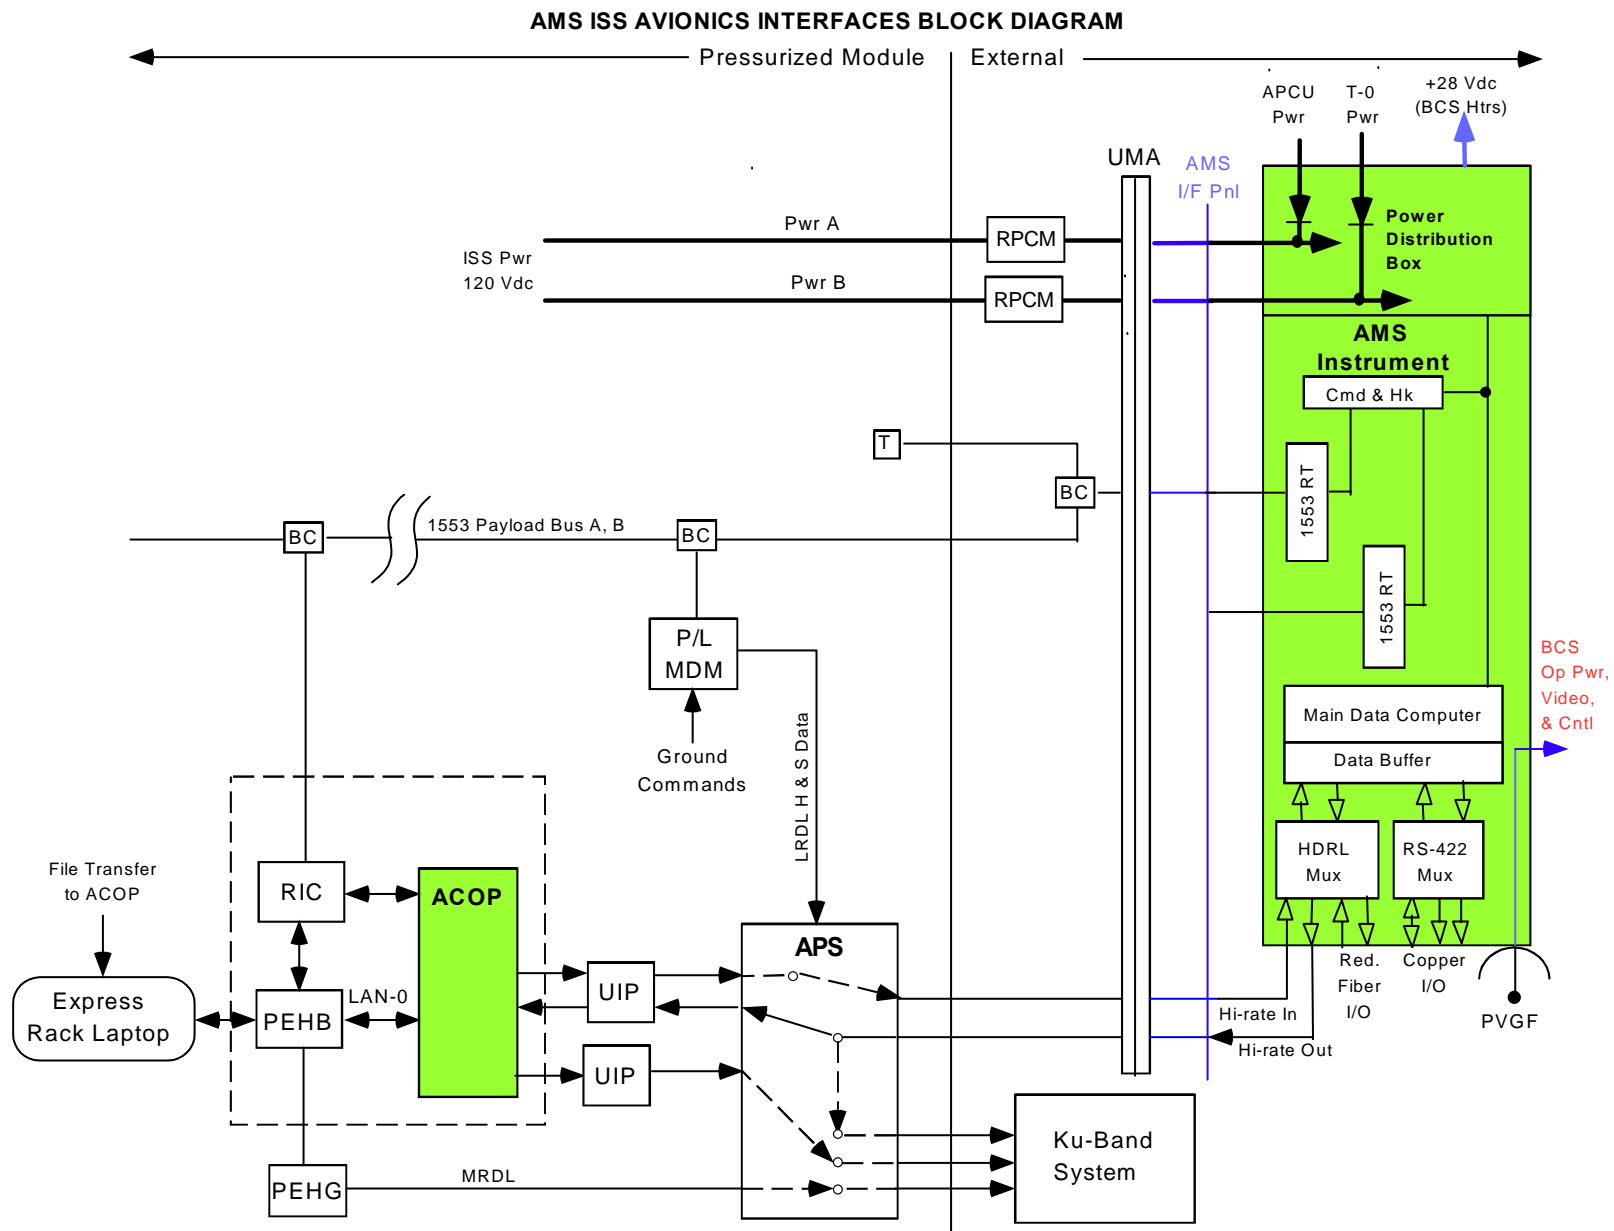 AMS ISS AVIONICS INTERFACES BLOCK DIAGRAM
Pressurized Module
External
APCU
Pwr
T-0
Pwr
+28 Vdc
(BCS Htrs)
UMA
AMS
I/F Pnl
Pwr A
RPCM
Power
Distribution
Box
ISS Pwr
120 Vdc
Pwr B
RPCM
AMS
Instrument
Cmd & Hk
T
BC
1553 RT
BC
1553 Payload Bus A, B
BC
1553 RT
P/L
MDM
BCS
Op Pwr,
Video,
& Cntl
Main Data Computer
Data Buffer
Ground
Commands
LRDL H & S Data
HDRL
Mux
RS-422
Mux
File Transfer
to ACOP
RIC
ACOP
APS
Red.
Fiber
I/O
Copper
I/O
Express
Rack Laptop
PEHB
LAN-0
UIP
Hi-rate In
PVGF
Hi-rate Out
UIP
Ku-Band
System
PEHG
MRDL